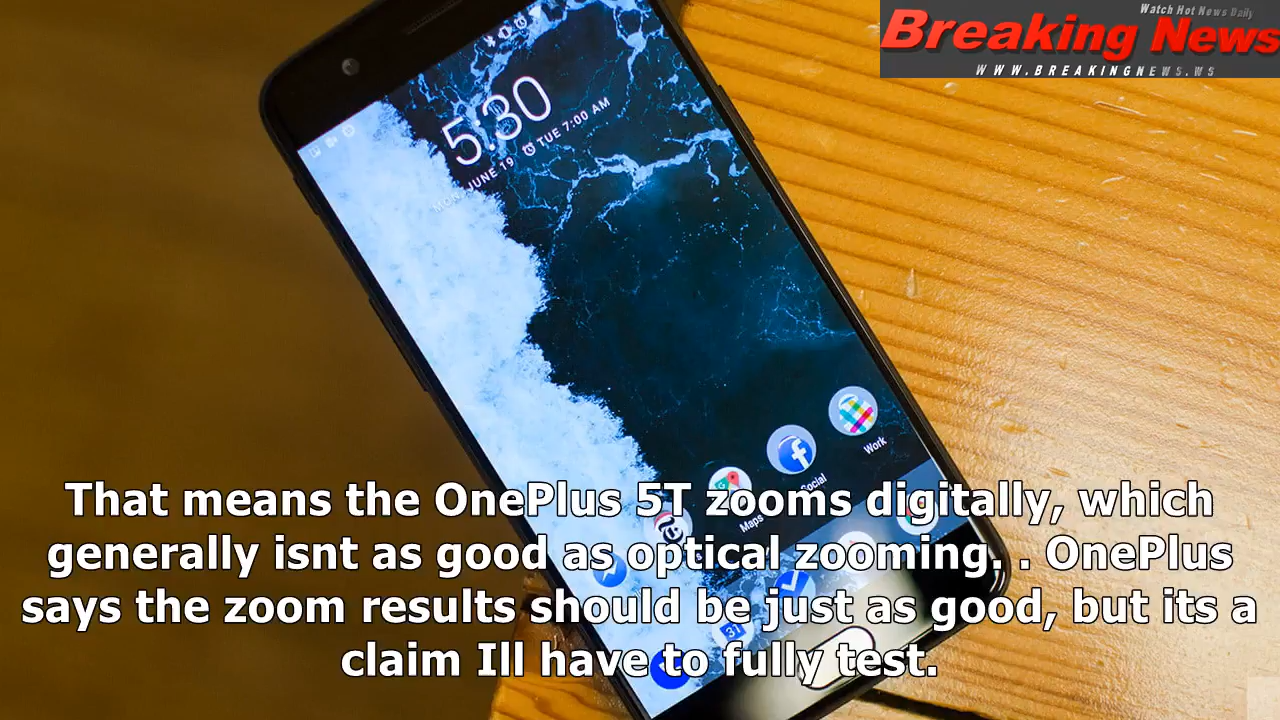 Watch Hot News Daily
Breaking News
WWW.BREAKINGNEWS.WS
5:30
MON, JUNE 19 TUE 7:00 AM
Work
Social
Maps
31
That means the OnePlus 5T zooms digitally, which
generally isnt as good as optical zooming. . OnePlus
says the zoom results should be just as good, but its a
claim Ill have to fully test.